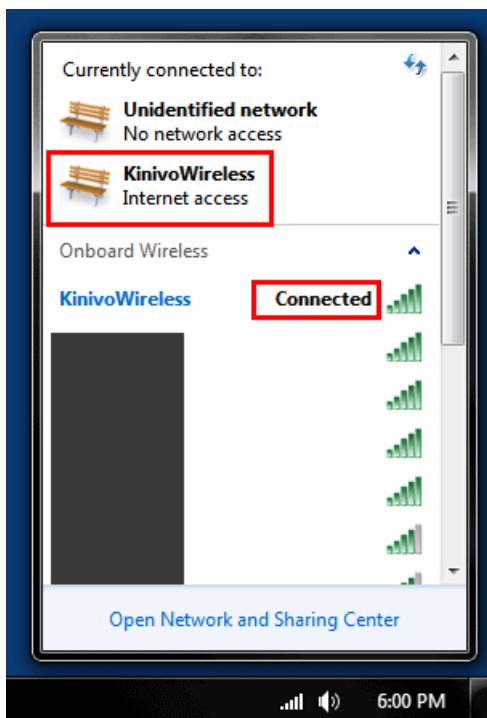 Currently connected to:
Unidentified network
No network access
KinivoWireless
Internet access
Onboard Wireless
KinivoWireless Connected
Open Network and Sharing Center
6:00 PM